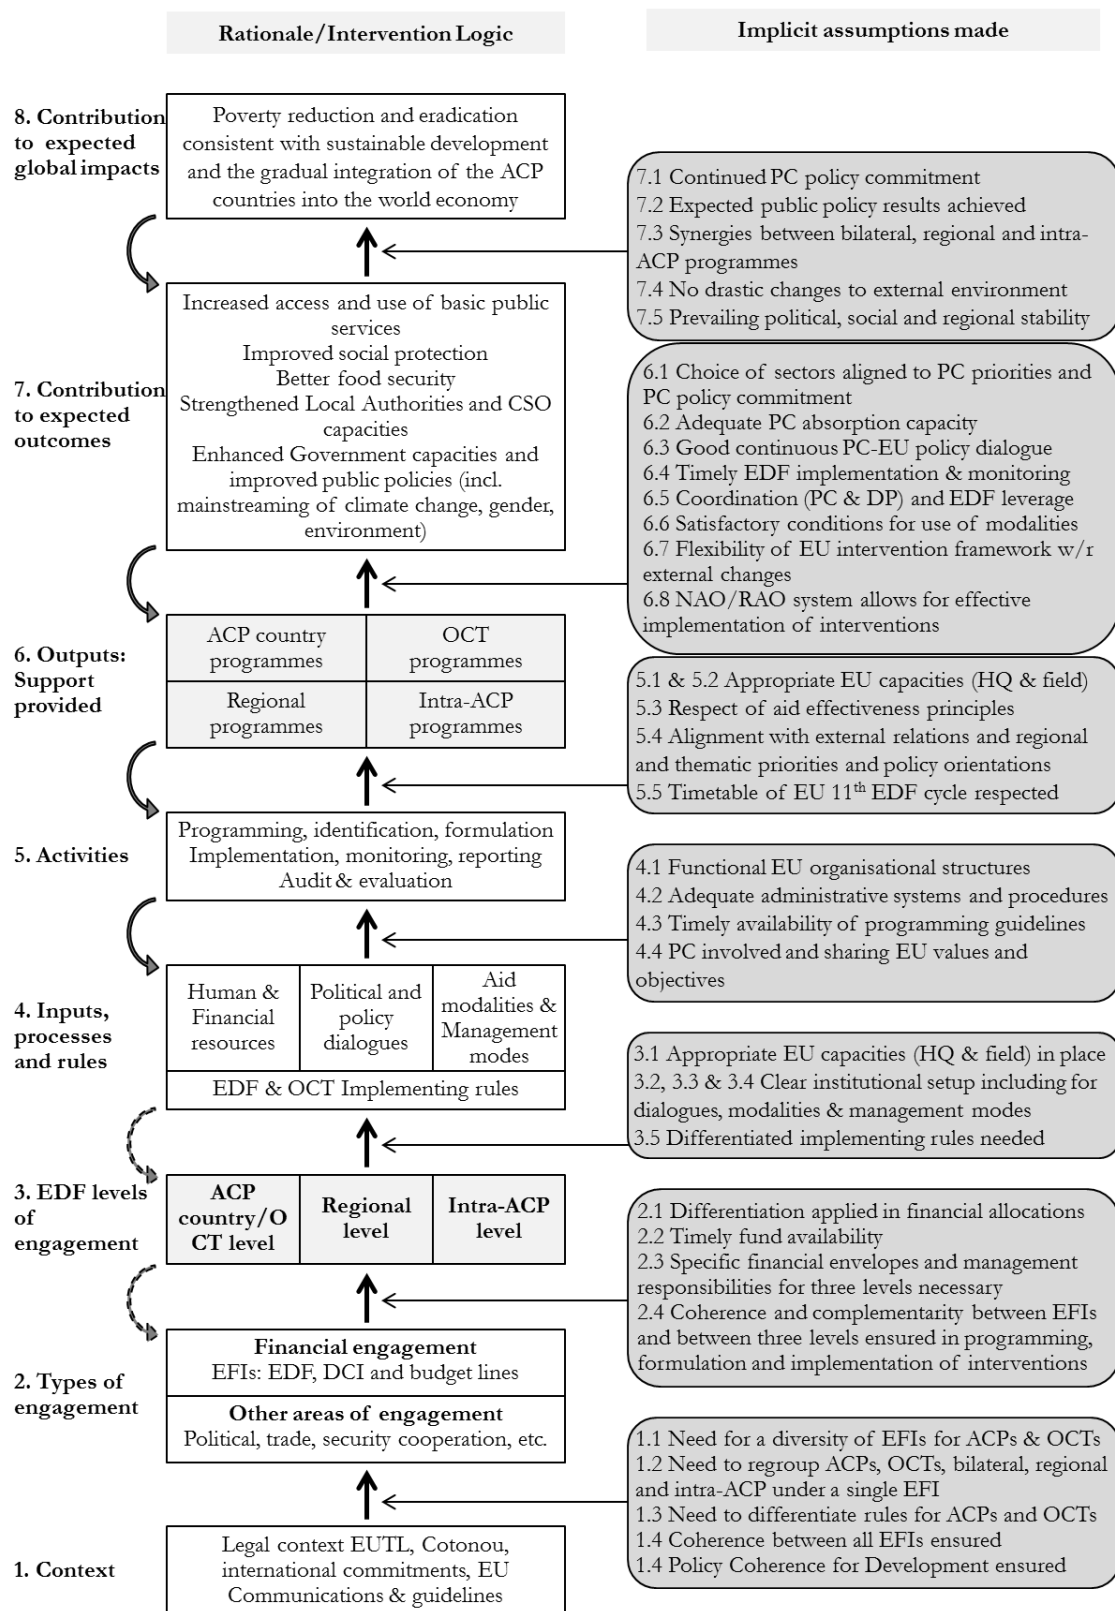 Rationale/Intervention Logic
Implicit assumptions made
8. Contribution
to expected
global impacts
Poverty reduction and eradication
consistent with sustainable development
and the gradual integration of the ACP
countries into the world economy
7.1 Continued PC policy commitment
7.2 Expected public policy results achieved
7.3 Synergies between bilateral, regional and intra-
ACP programmes
7.4 No drastic changes to external environment
7.5 Prevailing political, social and regional stability
7. Contribution
to expected
outcomes
Increased access and use of basic public
services
Improved social protection
Better food security
Strengthened Local Authorities and CSO
capacities
Enhanced Government capacities and
improved public policies (incl.
mainstreaming of climate change, gender,
environment)
6.1 Choice of sectors aligned to PC priorities and
PC policy commitment
6.2 Adequate PC absorption capacity
6.3 Good continuous PC-EU policy dialogue
6.4 Timely EDF implementation & monitoring
6.5 Coordination (PC & DP) and EDF leverage
6.6 Satisfactory conditions for use of modalities
6.7 Flexibility of EU intervention framework w/r
external changes
6.8 NAO/RAO system allows for effective
implementation of interventions
6. Outputs:
Support
provided
ACP country
programmes
OCT
programmes
Regional
programmes
Intra-ACP
programmes
5.1 & 5.2 Appropriate EU capacities (HQ & field)
5.3 Respect of aid effectiveness principles
5.4 Alignment with external relations and regional
and thematic priorities and policy orientations
5.5 Timetable of EU 11th EDF cycle respected
5. Activities
Programming, identification, formulation
Implementation, monitoring, reporting
Audit & evaluation
4.1 Functional EU organisational structures
4.2 Adequate administrative systems and procedures
4.3 Timely availability of programming guidelines
4.4 PC involved and sharing EU values and
objectives
4. Inputs,
processes
and rules
Human &
Financial
resources
Political and
policy
dialogues
Aid
modalities &
Management
modes
EDF & OCT Implementing rules
3.1 Appropriate EU capacities (HQ & field) in place
3.2, 3.3 & 3.4 Clear institutional setup including for
dialogues, modalities & management modes
3.5 Differentiated implementing rules needed
3. EDF levels
of
engagement
ACP
country/O
CT level
Regional
level
Intra-ACP
level
2.1 Differentiation applied in financial allocations
2.2 Timely fund availability
2.3 Specific financial envelopes and management
responsibilities for three levels necessary
2.4 Coherence and complementarity between EFIs
and between three levels ensured in programming,
formulation and implementation of interventions
2. Types of
engagement
Financial engagement
EFIs: EDF, DCI and budget lines
Other areas of engagement
Political, trade, security cooperation, etc.
1.1 Need for a diversity of EFIs for ACPs & OCTs
1.2 Need to regroup ACPs, OCTs, bilateral, regional
and intra-ACP under a single EFI
1.3 Need to differentiate rules for ACPs and OCTs
1.4 Coherence between all EFIs ensured
1.4 Policy Coherence for Development ensured
1. Context
Legal context EUTL, Cotonou,
international commitments, EU
Communications & guidelines